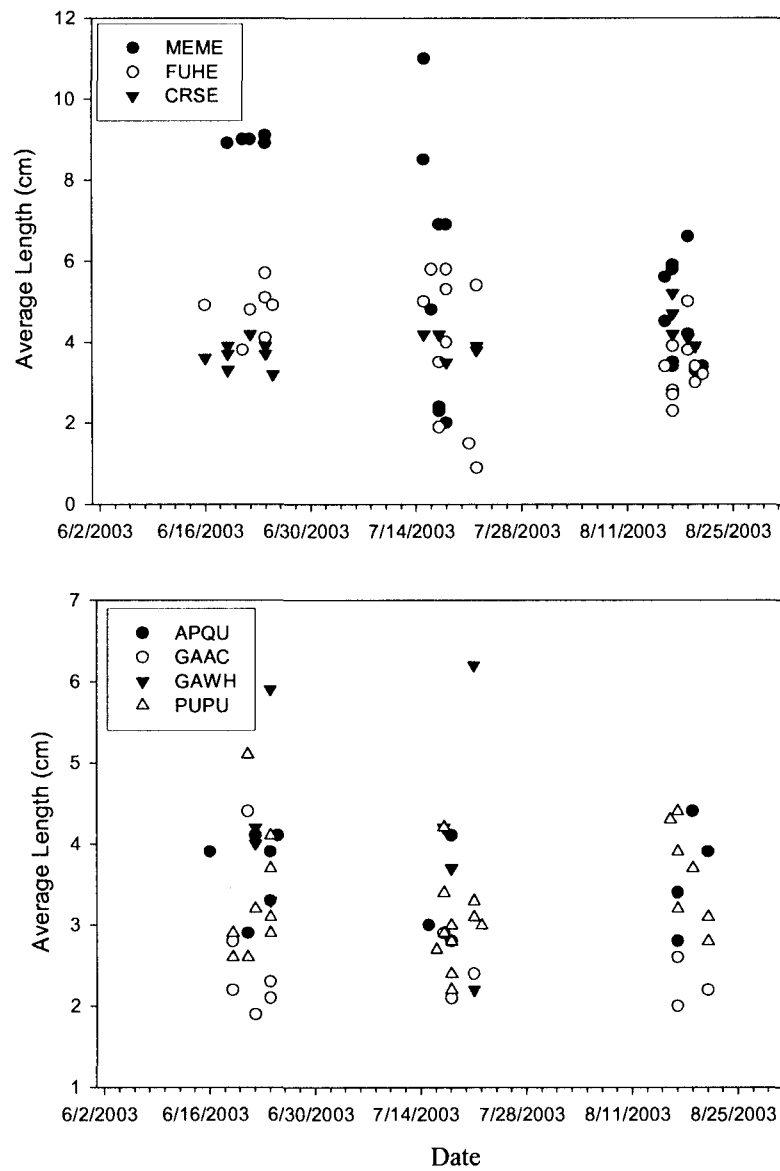 12
10
8
6
4
2
0
Average Length (cm)
MEME
FUHE
CRSE
6/2/2003 6/16/2003 6/30/2003 7/14/2003 7/28/2003 8/11/2003 8/25/2003
7
6
5
4
3
2
1
Average Length (cm)
APQU
GAAC
GAWH
PUPU
6/2/2003 6/16/2003 6/30/2003 7/14/2003 7/28/2003 8/11/2003 8/25/2003
Date